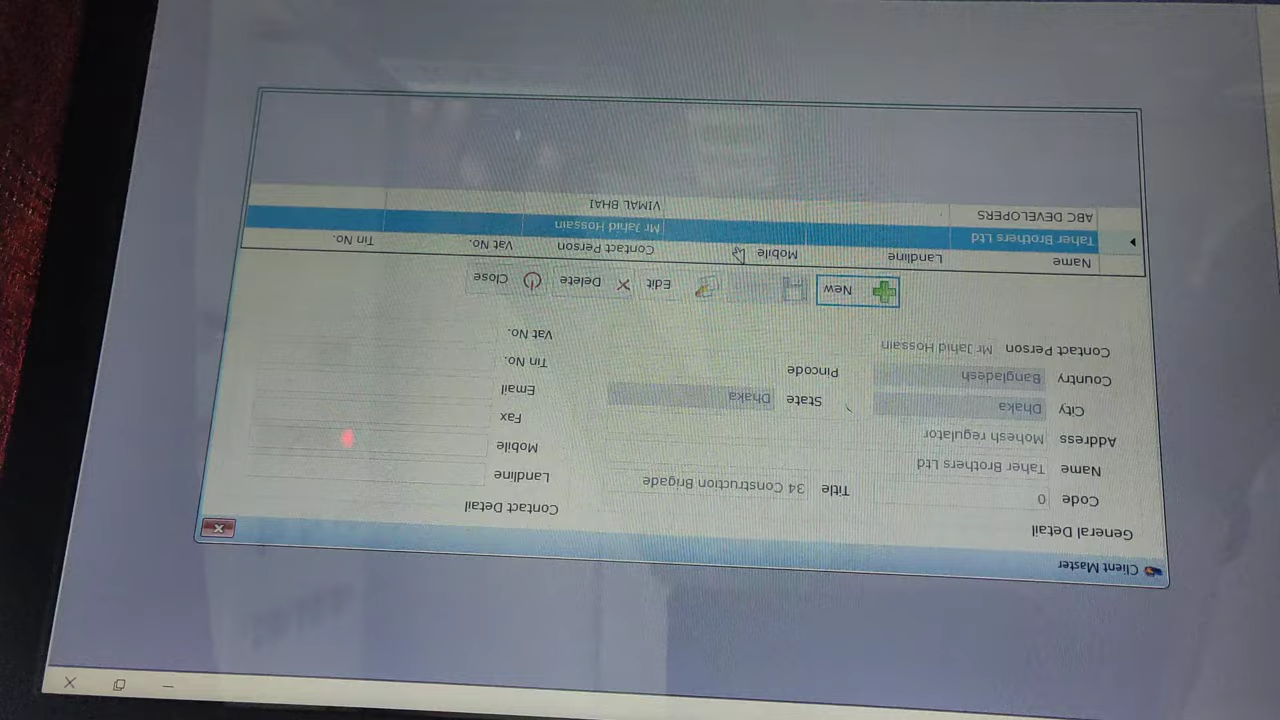 Client Master
General Detail
Contact Detail
Code 0 Title 34 Construction Brigade Landline
Name Taher Brothers Ltd Mobile
Address Mohesh regulator Fax
City Dhaka State Dhaka Email
Country Bangladesh Pincode Tin No.
Contact Person Mr Jahid Hossain Vat No.
New Edit Delete Close
Name Landline Mobile Contact Person Vat No. Tin No.
Taher Brothers Ltd Mr Jahid Hossain
ABC DEVELOPERS VIMAL BHAI